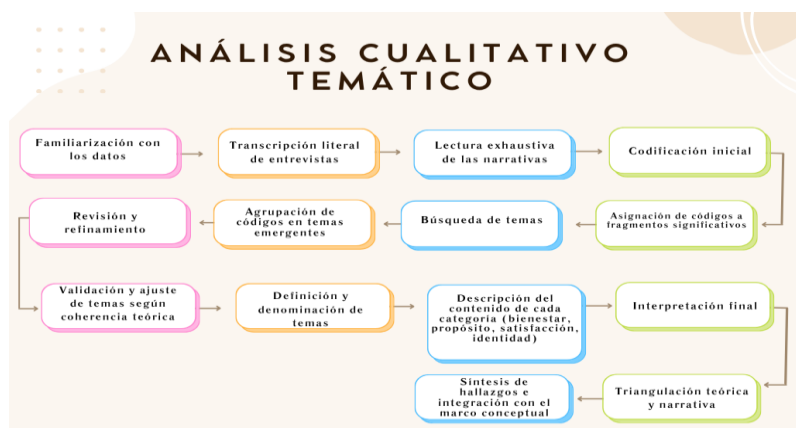 ANÁLISIS CUALITATIVO
TEMÁTICO
Familiarización con
los datos
Transcripción literal
de entrevistas
Lectura exhaustiva
de las narrativas
Codificación inicial
Asignación de códigos a
fragmentos significativos
Búsqueda de temas
Agrupación de
códigos en temas
emergentes
Revisión y
refinamiento
Validación y ajuste
de temas según
coherencia teórica
Definición y
denominación de
temas
Descripción del
contenido de cada
categoría (bienestar,
propósito, satisfacción,
identidad)
Interpretación final
Triangulación teórica
y narrativa
Síntesis de
hallazgos e
integración con el
marco conceptual